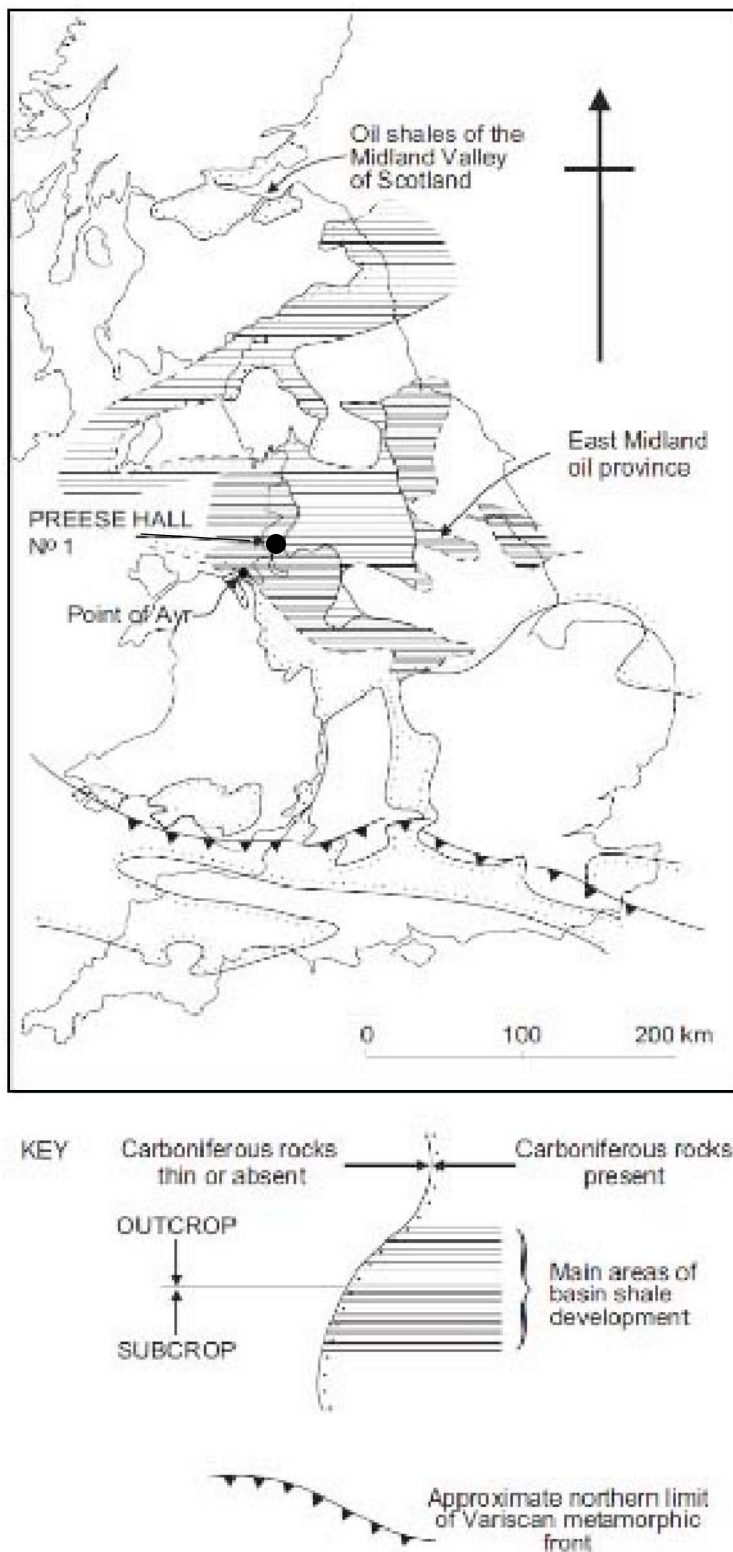 Oil shales of the
Midland Valley
of Scotland
East Midland
oil province
PREESE HALL
Nº 1
Point of Ayr
0 100 200 km
KEY
Carboniferous rocks
thin or absent
Carboniferous rocks
present
OUTCROP
SUBCROP
Main areas of
basin shale
development
Approximate northern limit
of Variscan metamorphic
front